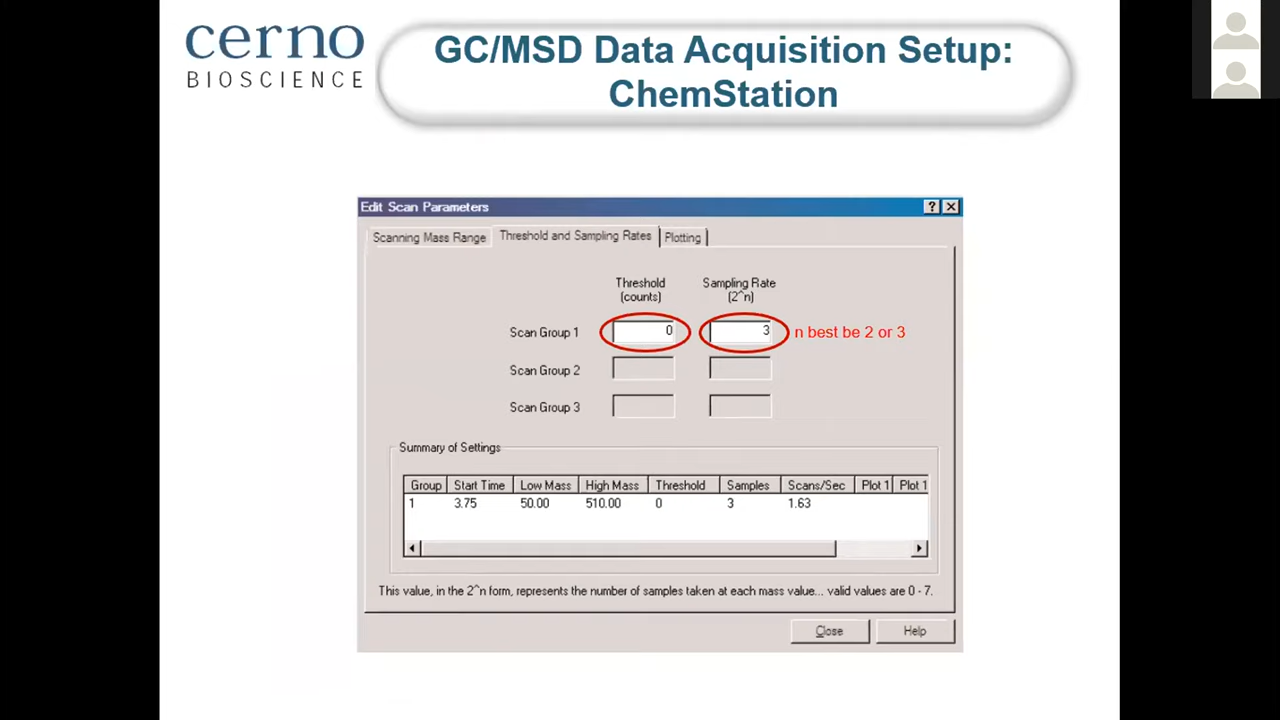 cerno
BIOSCIENCE
GC/MSD Data Acquisition Setup:
ChemStation
Edit Scan Parameters
Scanning Mass Range Threshold and Sampling Rates Plotting
Threshold Sampling Rate
(counts) (2^n)
Scan Group 1 0 3 n best be 2 or 3
Scan Group 2
Scan Group 3
Summary of Settings
Group Start Time Low Mass High Mass Threshold Samples Scans/Sec Plot 1 Plot 1
1 3.75 50.00 510.00 0 3 1.63
This value, in the 2^n form, represents the number of samples taken at each mass value... valid values are 0 - 7.
Close Help